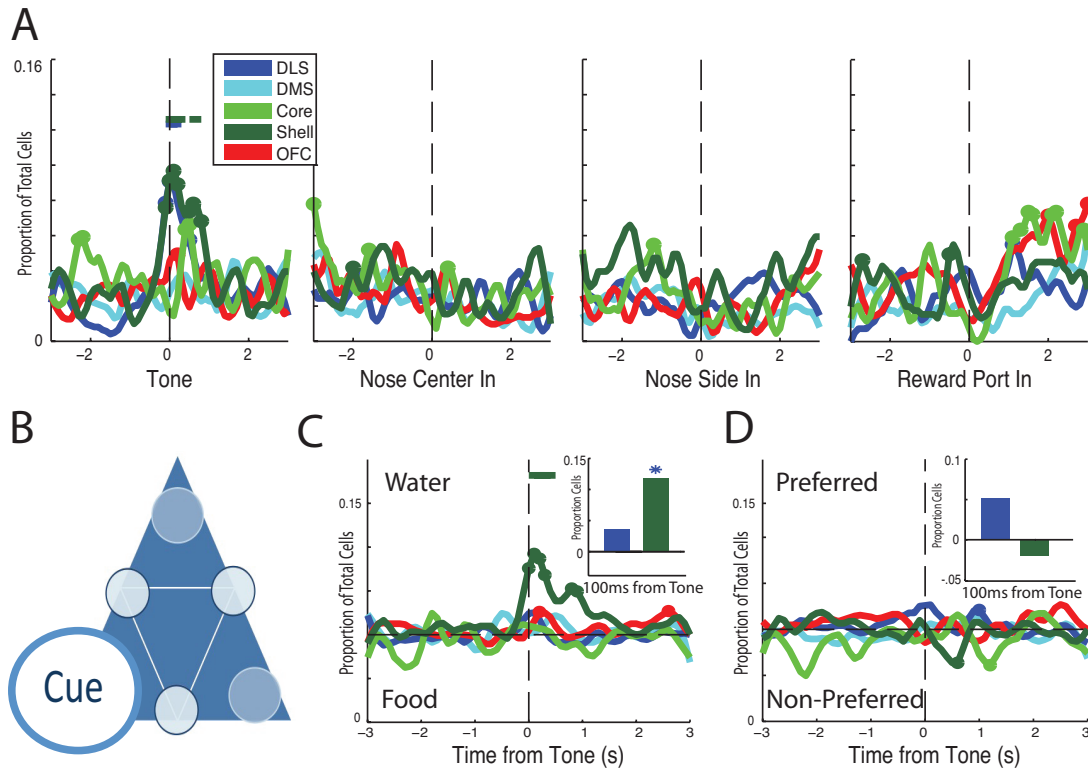 A
0.16
0
Proportion of Total Cells
DLS
DMS
Core
Shell
OFC
−2 0 2
Tone
−2 0 2
Nose Center In
−2 0 2
Nose Side In
−2 0 2
Reward Port In
B
Cue
C
Water
Food
0.15
0
Proportion of Total Cells
−3 −2 −1 0 1 2 3
Time from Tone (s)
0.15
0
Proportion Cells
*
100ms from Tone
D
Preferred
Non-Preferred
0.15
0
Proportion of Total Cells
−3 −2 −1 0 1 2 3
Time from Tone (s)
0.1
0
-.05
Proportion Cells
100ms from Tone